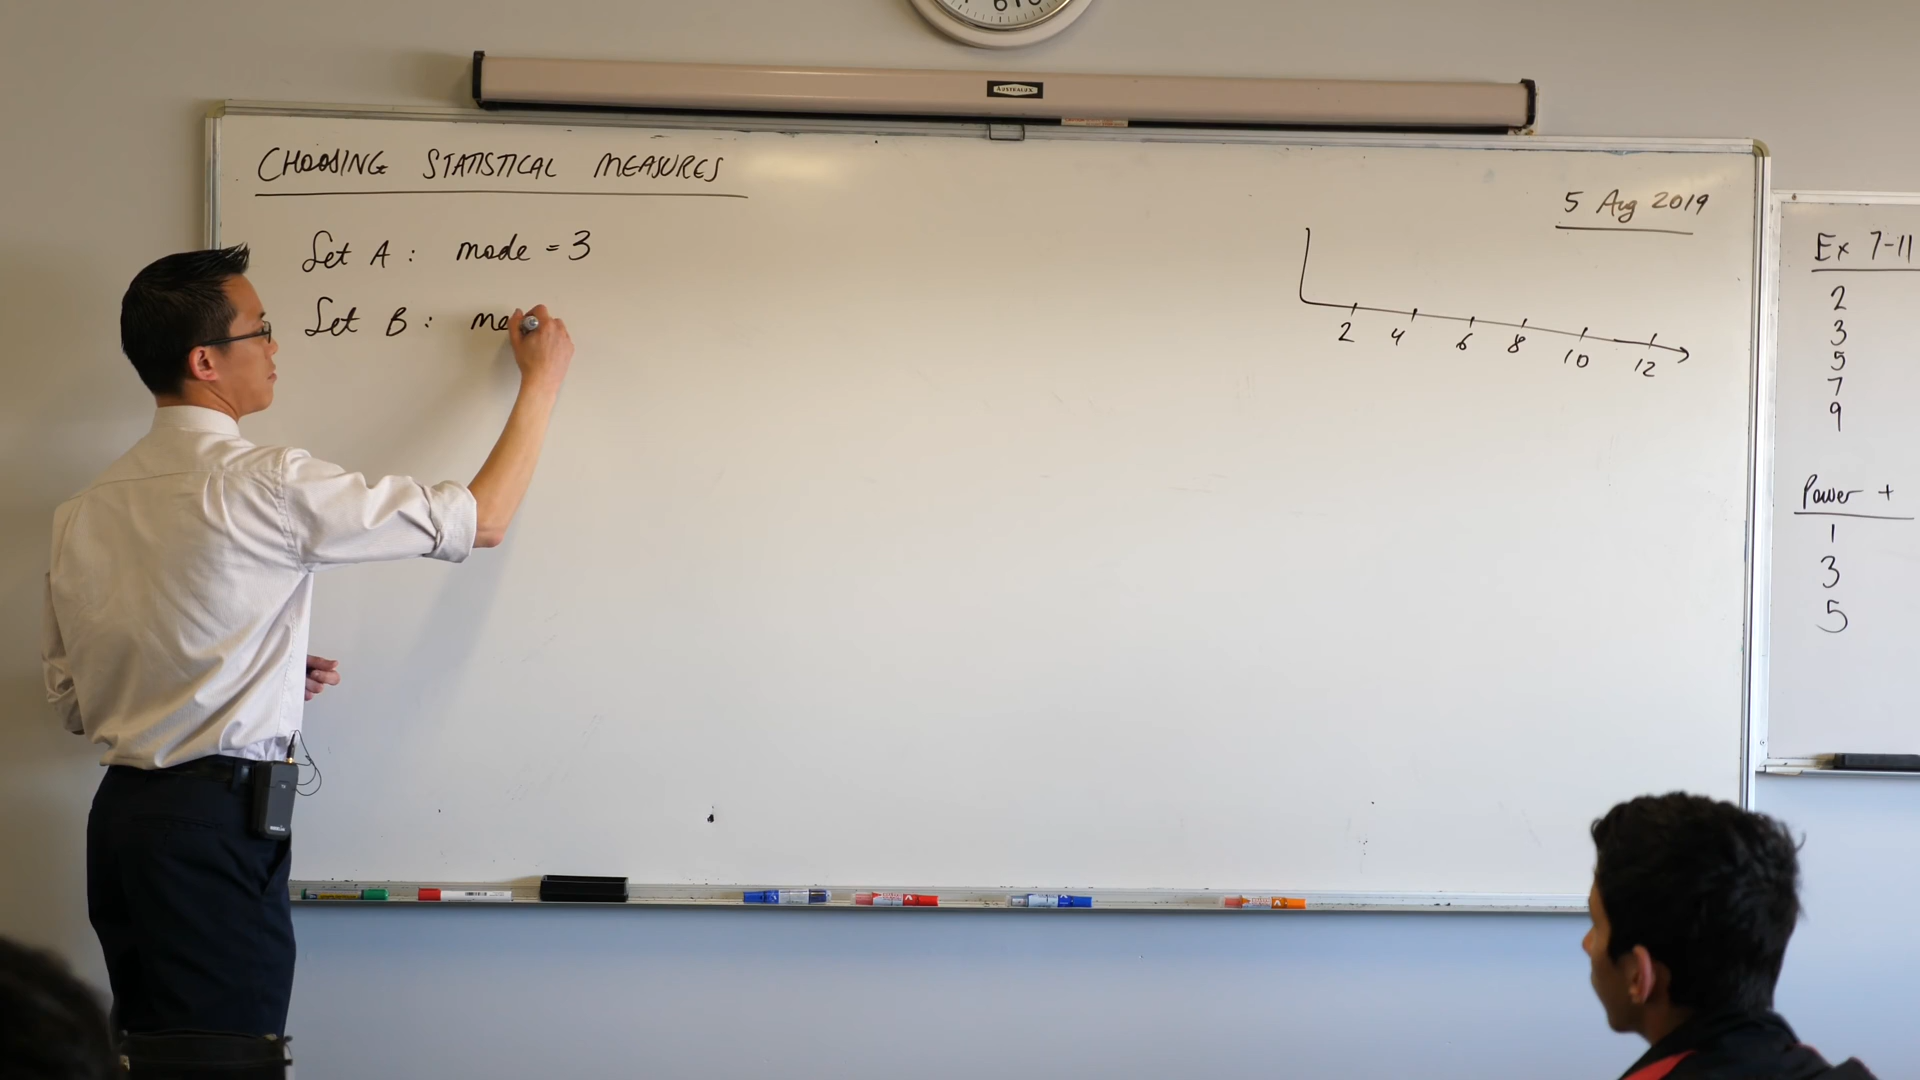 AUSTRALUX
CHOOSING STATISTICAL MEASURES
5 Aug 2019
Set A : mode = 3
Set B : me
2 4 6 8 10 12
Ex 7-11
2
3
5
7
9
Power +
1
3
5